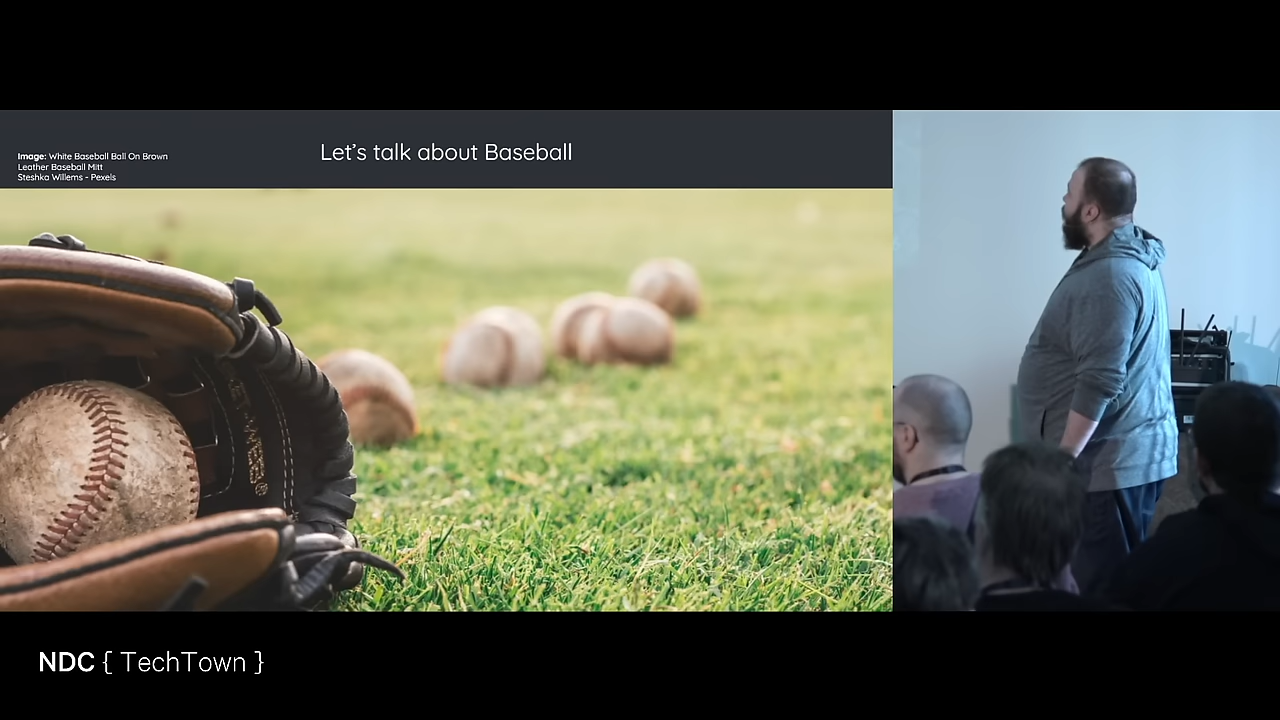 Let’s talk about Baseball
Image: White Baseball Ball On Brown
Leather Baseball Mitt
Steshka Willems - Pexels
NDC { TechTown }